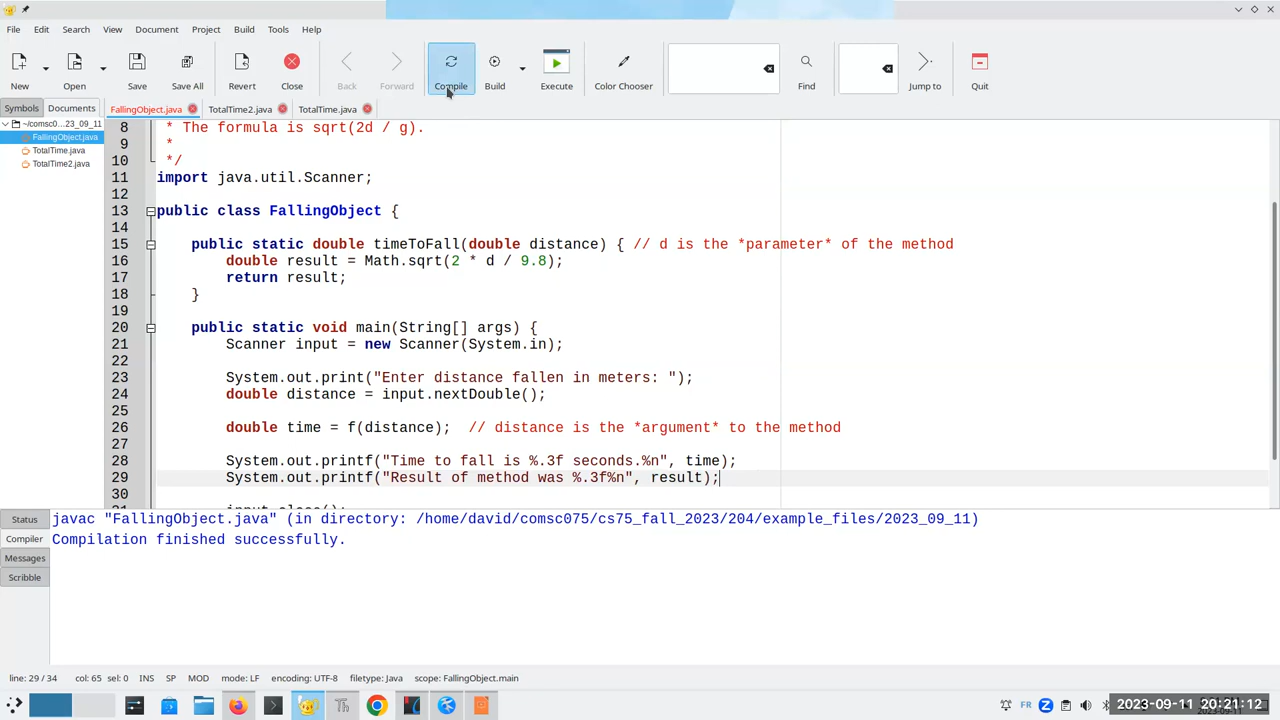 File Edit Search View Document Project Build Tools Help
New Open Save Save All Revert Close Back Forward Compile Build Execute Color Chooser Find Jump to Quit
Symbols Documents FallingObject.java TotalTime2.java TotalTime.java
~/comsc0...23_09_11
FallingObject.java
TotalTime.java
TotalTime2.java
8 * The formula is sqrt(2d / g).
9 *
10 */
11 import java.util.Scanner;
12
13 public class FallingObject {
14
15 public static double timeToFall(double distance) { // d is the *parameter* of the method
16 double result = Math.sqrt(2 * d / 9.8);
17 return result;
18 }
19
20 public static void main(String[] args) {
21 Scanner input = new Scanner(System.in);
22
23 System.out.print("Enter distance fallen in meters: ");
24 double distance = input.nextDouble();
25
26 double time = f(distance); // distance is the *argument* to the method
27
28 System.out.printf("Time to fall is %.3f seconds.%n", time);
29 System.out.printf("Result of method was %.3f%n", result);
30
input.close();
Status
Compiler
Messages
Scribble
javac "FallingObject.java" (in directory: /home/david/comsc075/cs75_fall_2023/204/example_files/2023_09_11)
Compilation finished successfully.
line: 29 / 34 col: 65 sel: 0 INS SP MOD mode: LF encoding: UTF-8 filetype: Java scope: FallingObject.main
FR 2023-09-11 20:21:12